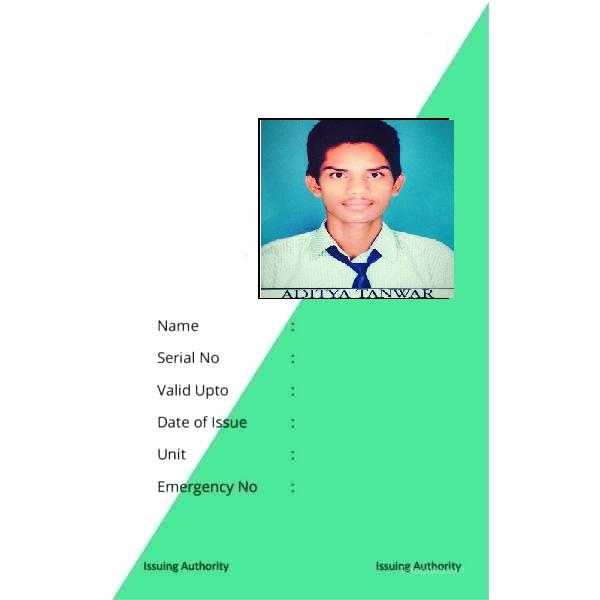 ADITYA TANWAR
Name :
Serial No :
Valid Upto :
Date of Issue :
Unit :
Emergency No :
Issuing Authority Issuing Authority